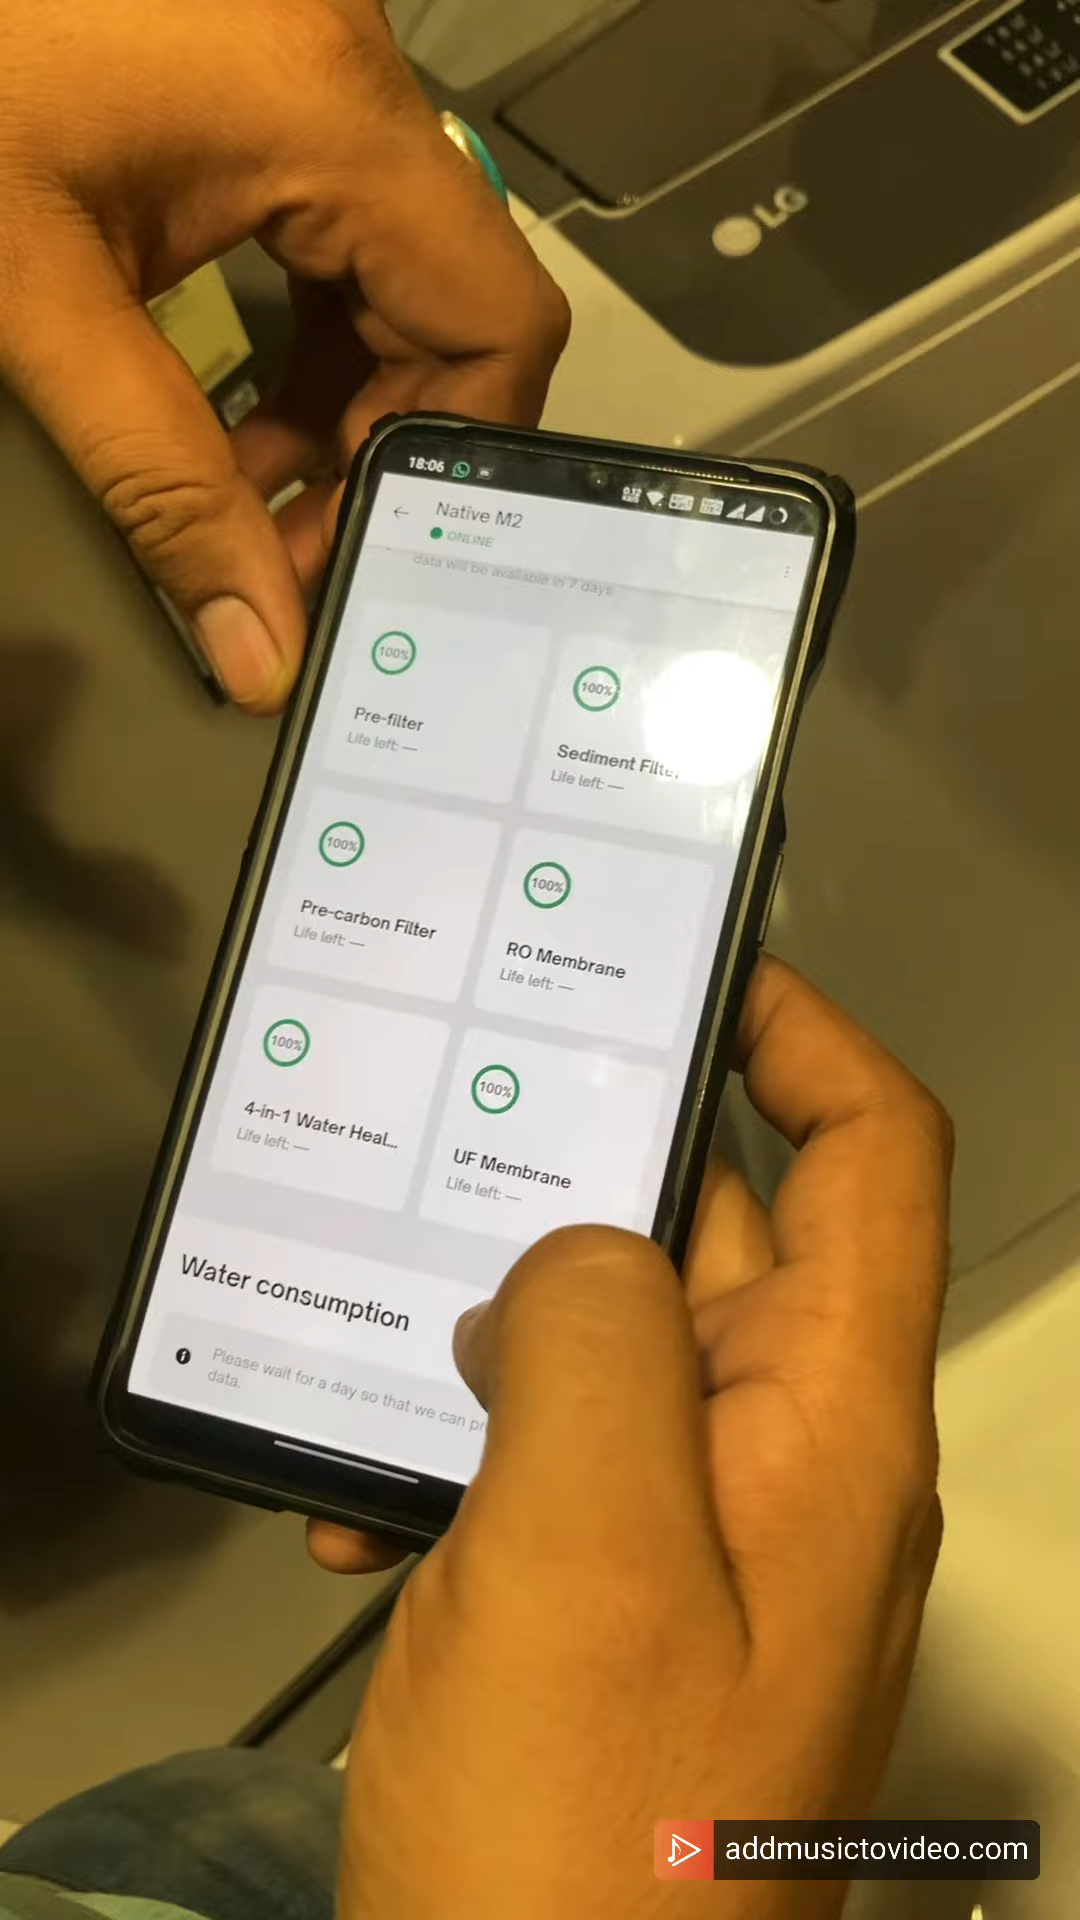 LG
18:06
Native M2
ONLINE
data will be available in 7 days
100%
Pre-filter
Life left: —
100%
Sediment Filter
Life left: —
100%
Pre-carbon Filter
Life left: —
100%
RO Membrane
Life left: —
100%
4-in-1 Water Heal...
Life left: —
100%
UF Membrane
Life left: —
Water consumption
Please wait for a day so that we can
data.
addmusictovideo.com